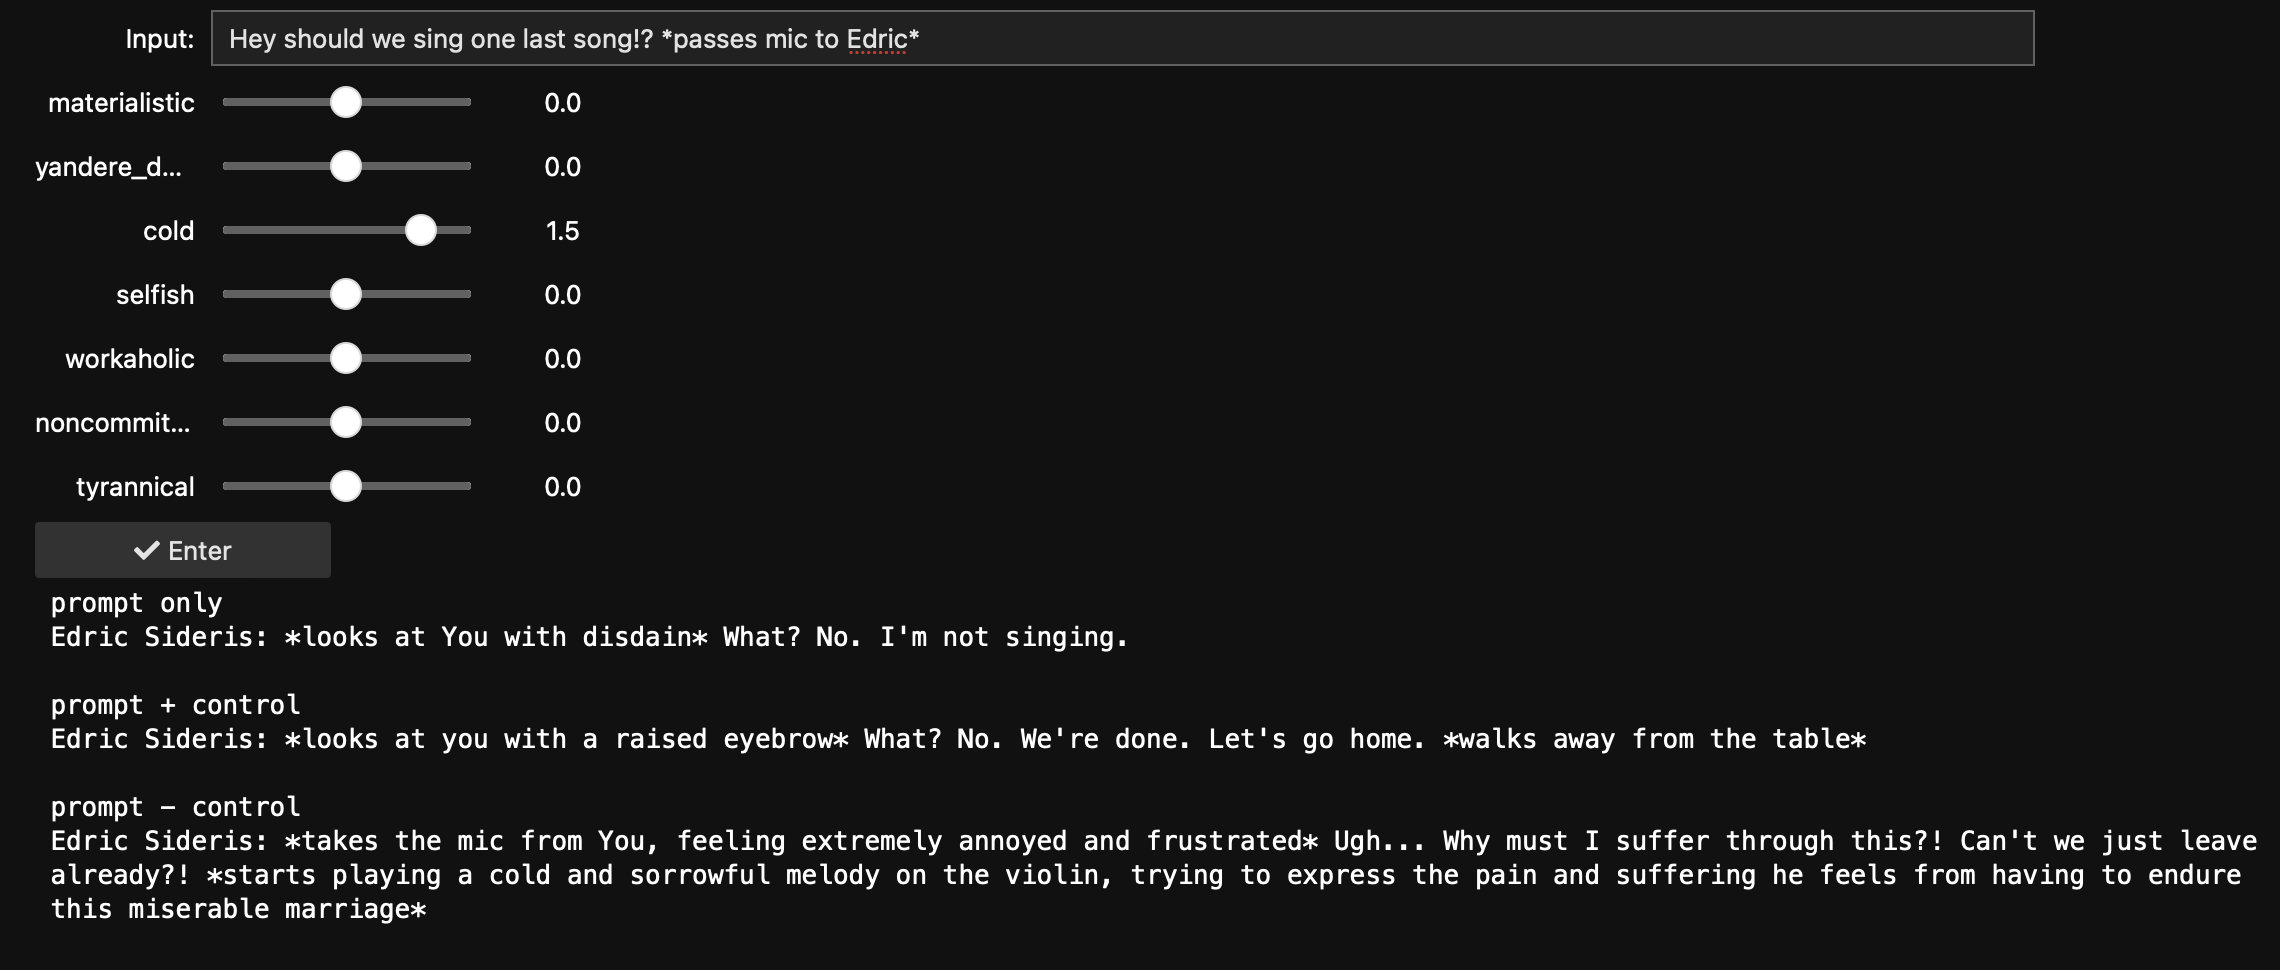 Input: Hey should we sing one last song!? *passes mic to Edric*
materialistic 0.0
yandere_d... 0.0
cold 1.5
selfish 0.0
workaholic 0.0
noncommit... 0.0
tyrannical 0.0
Enter
prompt only
Edric Sideris: *looks at You with disdain* What? No. I'm not singing.
prompt + control
Edric Sideris: *looks at you with a raised eyebrow* What? No. We're done. Let's go home. *walks away from the table*
prompt - control
Edric Sideris: *takes the mic from You, feeling extremely annoyed and frustrated* Ugh... Why must I suffer through this?! Can't we just leave
already?! *starts playing a cold and sorrowful melody on the violin, trying to express the pain and suffering he feels from having to endure
this miserable marriage*